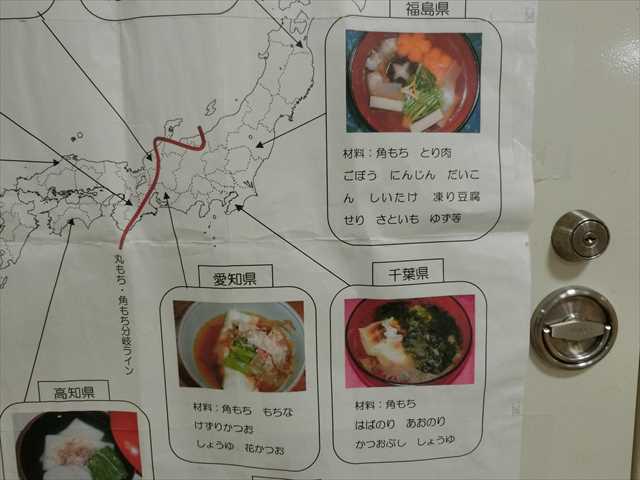 福島県
材料：角もち　とり肉
ごぼう　にんじん　だいこ
ん　しいたけ　凍り豆腐
せり　さといも　ゆず等
丸もち・角もち分岐ライン
愛知県
材料：角もち　もちな
けずりかつお
しょうゆ　花かつお
千葉県
材料：角もち
はばのり　あおのり
かつおぶし　しょうゆ
高知県